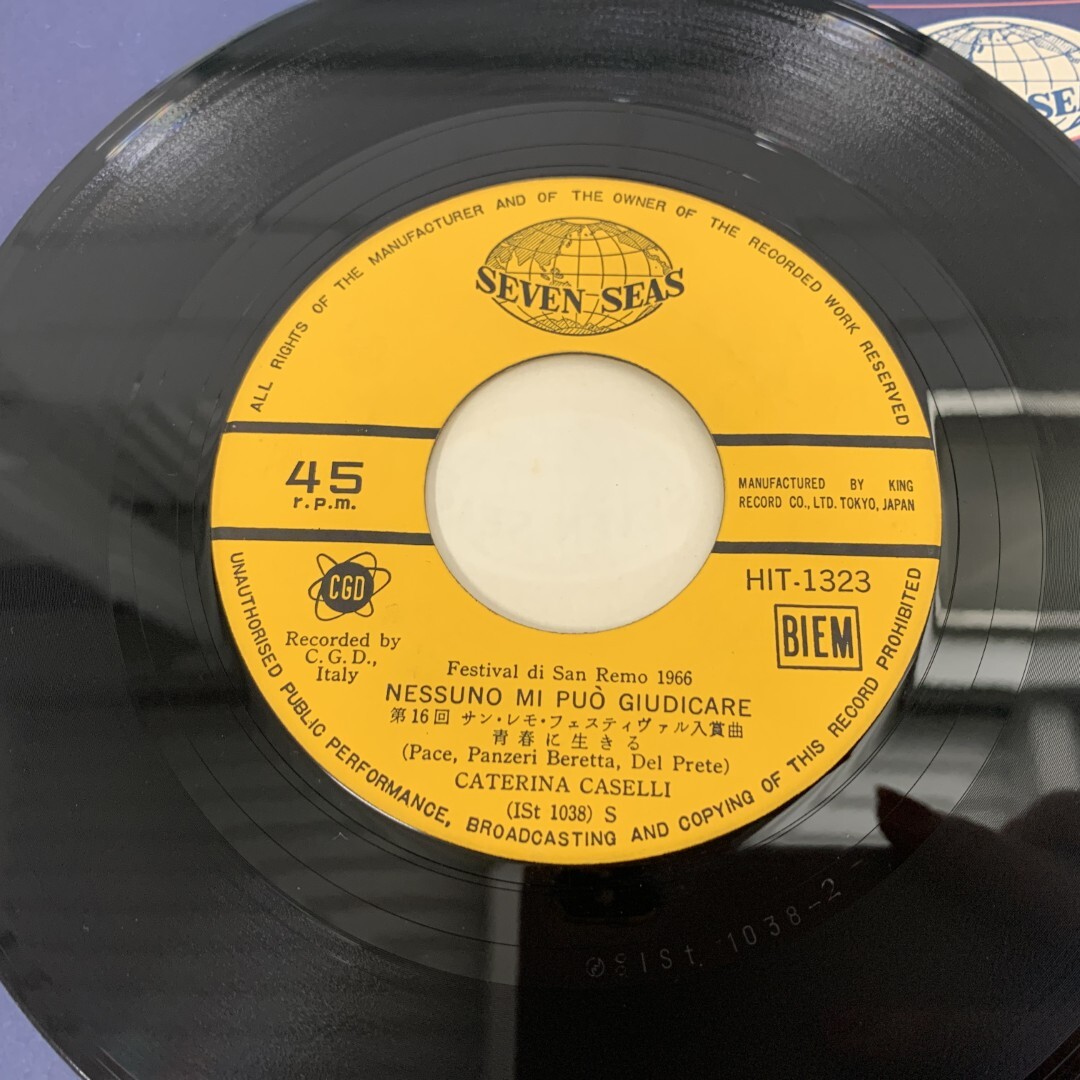 ALL RIGHTS OF THE MANUFACTURER AND OF THE OWNER OF THE RECORDED WORK RESERVED
SEVEN SEAS
45
r.p.m.
MANUFACTURED BY KING
RECORD CO., LTD. TOKYO, JAPAN
CGD
Recorded by
C.G.D.,
Italy
HIT-1323
BIEM
Festival di San Remo 1966
NESSUNO MI PUÒ GIUDICARE
第16回 サン・レモ・フェスティヴァル入賞曲
青春に生きる
(Pace, Panzeri Beretta, Del Prete)
CATERINA CASELLI
(ISt 1038) S
UNAUTHORISED PUBLIC PERFORMANCE, BROADCASTING AND COPYING OF THIS RECORD PROHIBITED
ISt. 1038-2